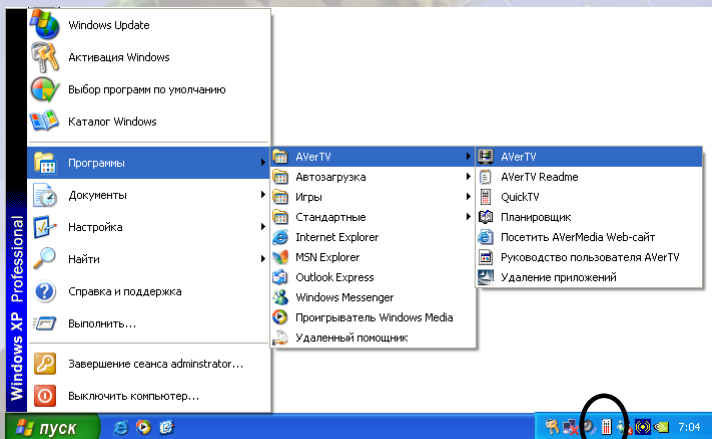 Windows Update
Активация Windows
Выбор программ по умолчанию
Каталог Windows
Программы
Документы
Настройка
Найти
Справка и поддержка
Выполнить...
Завершение сеанса adminstrator...
Выключить компьютер...
Windows XP Professional
AVerTV
Автозагрузка
Игры
Стандартные
Internet Explorer
MSN Explorer
Outlook Express
Windows Messenger
Проигрыватель Windows Media
Удаленный помощник
AVerTV
AVerTV Readme
QuickTV
Планировщик
Посетить AVerMedia Web-сайт
Руководство пользователя AVerTV
Удаление приложений
пуск
7:04